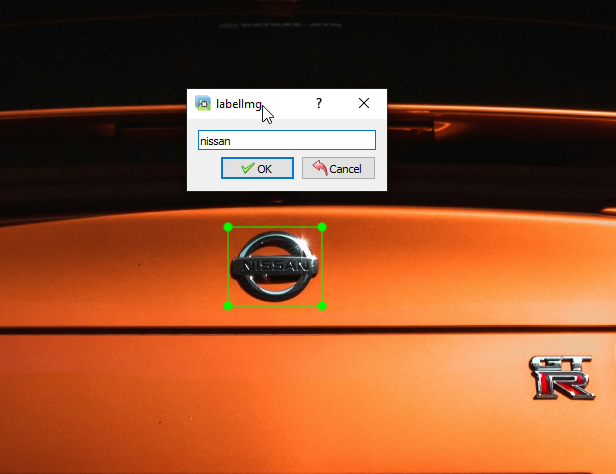 labelImg
?
nissan
OK
Cancel
NISSAN
GT
R